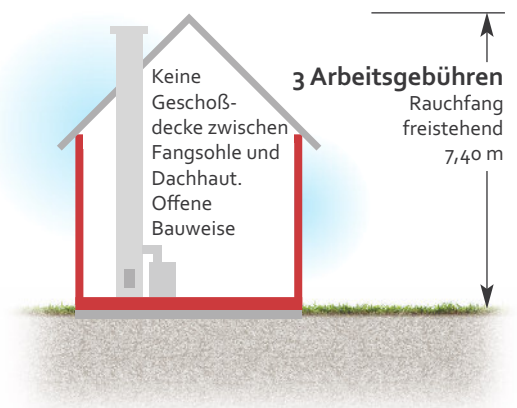 Keine
Geschoß-
decke zwischen
Fangsohle und
Dachhaut.
Offene
Bauweise
3 Arbeitsgebühren
Rauchfang
freistehend
7,40 m